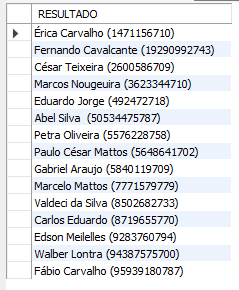 RESULTADO
Érica Carvalho (1471156710)
Fernando Cavalcante (19290992743)
César Teixeira (2600586709)
Marcos Nougeuira (3623344710)
Eduardo Jorge (492472718)
Abel Silva  (50534475787)
Petra Oliveira (5576228758)
Paulo César Mattos (5648641702)
Gabriel Araujo (5840119709)
Marcelo Mattos (7771579779)
Valdeci da Silva (8502682733)
Carlos Eduardo (8719655770)
Edson Meilelles (9283760794)
Walber Lontra (94387575700)
Fábio Carvalho (95939180787)